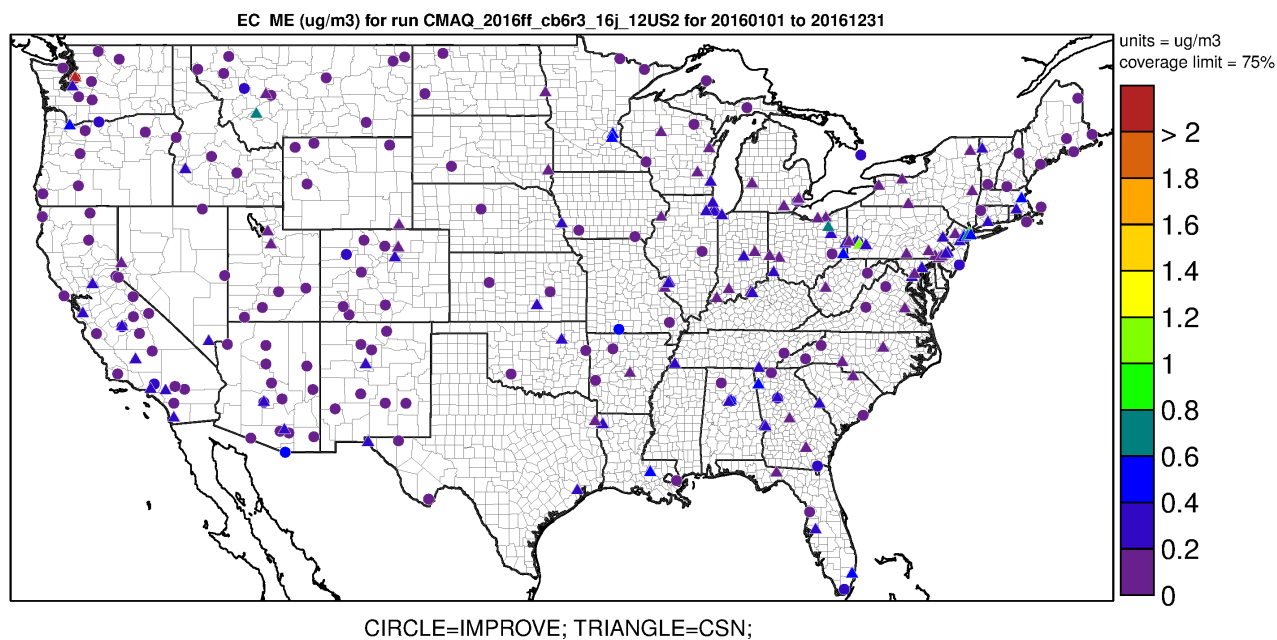 EC ME (ug/m3) for run CMAQ_2016ff_cb6r3_16j_12US2 for 20160101 to 20161231
units = ug/m3
coverage limit = 75%
> 2
1.8
1.6
1.4
1.2
1
0.8
0.6
0.4
0.2
0
CIRCLE=IMPROVE; TRIANGLE=CSN;